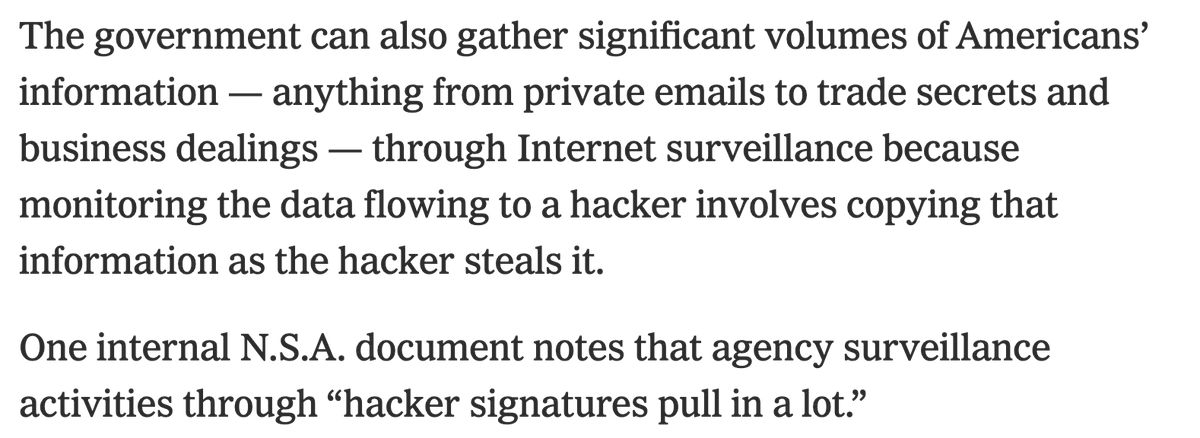 The government can also gather significant volumes of Americans’
information — anything from private emails to trade secrets and
business dealings — through Internet surveillance because
monitoring the data flowing to a hacker involves copying that
information as the hacker steals it.
One internal N.S.A. document notes that agency surveillance
activities through “hacker signatures pull in a lot.”